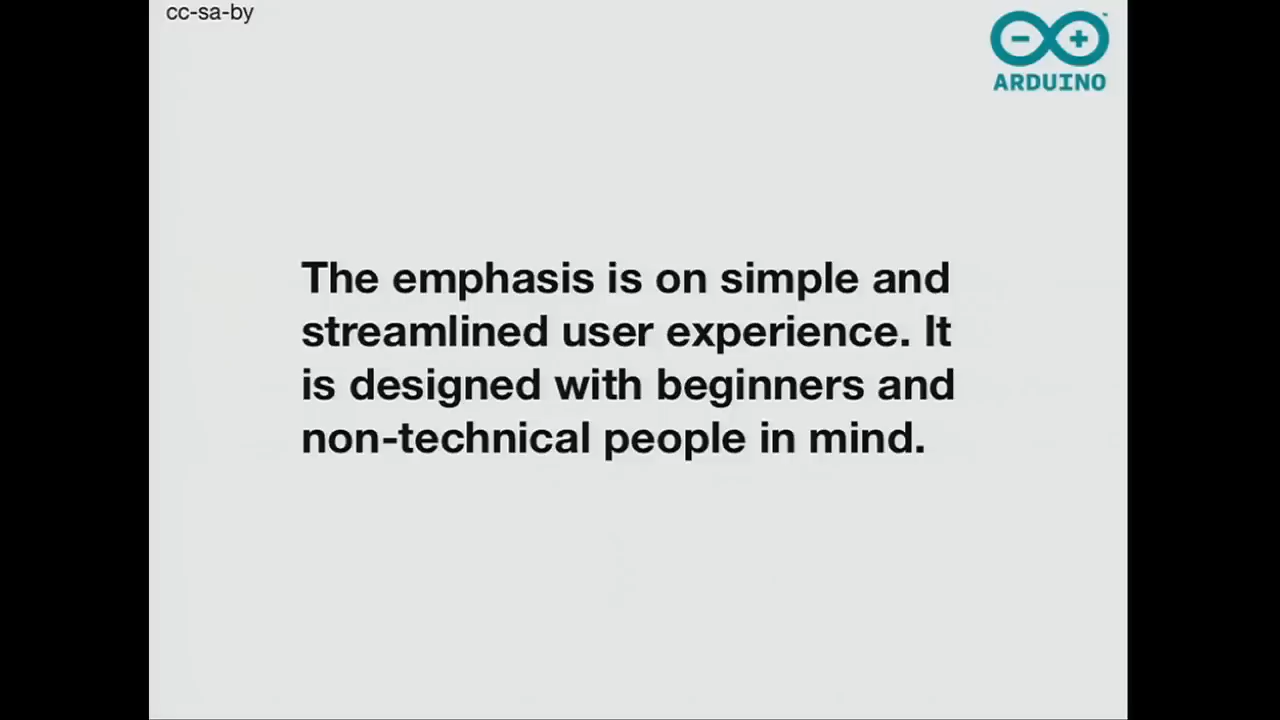 cc-sa-by
ARDUINO
The emphasis is on simple and
streamlined user experience. It
is designed with beginners and
non-technical people in mind.